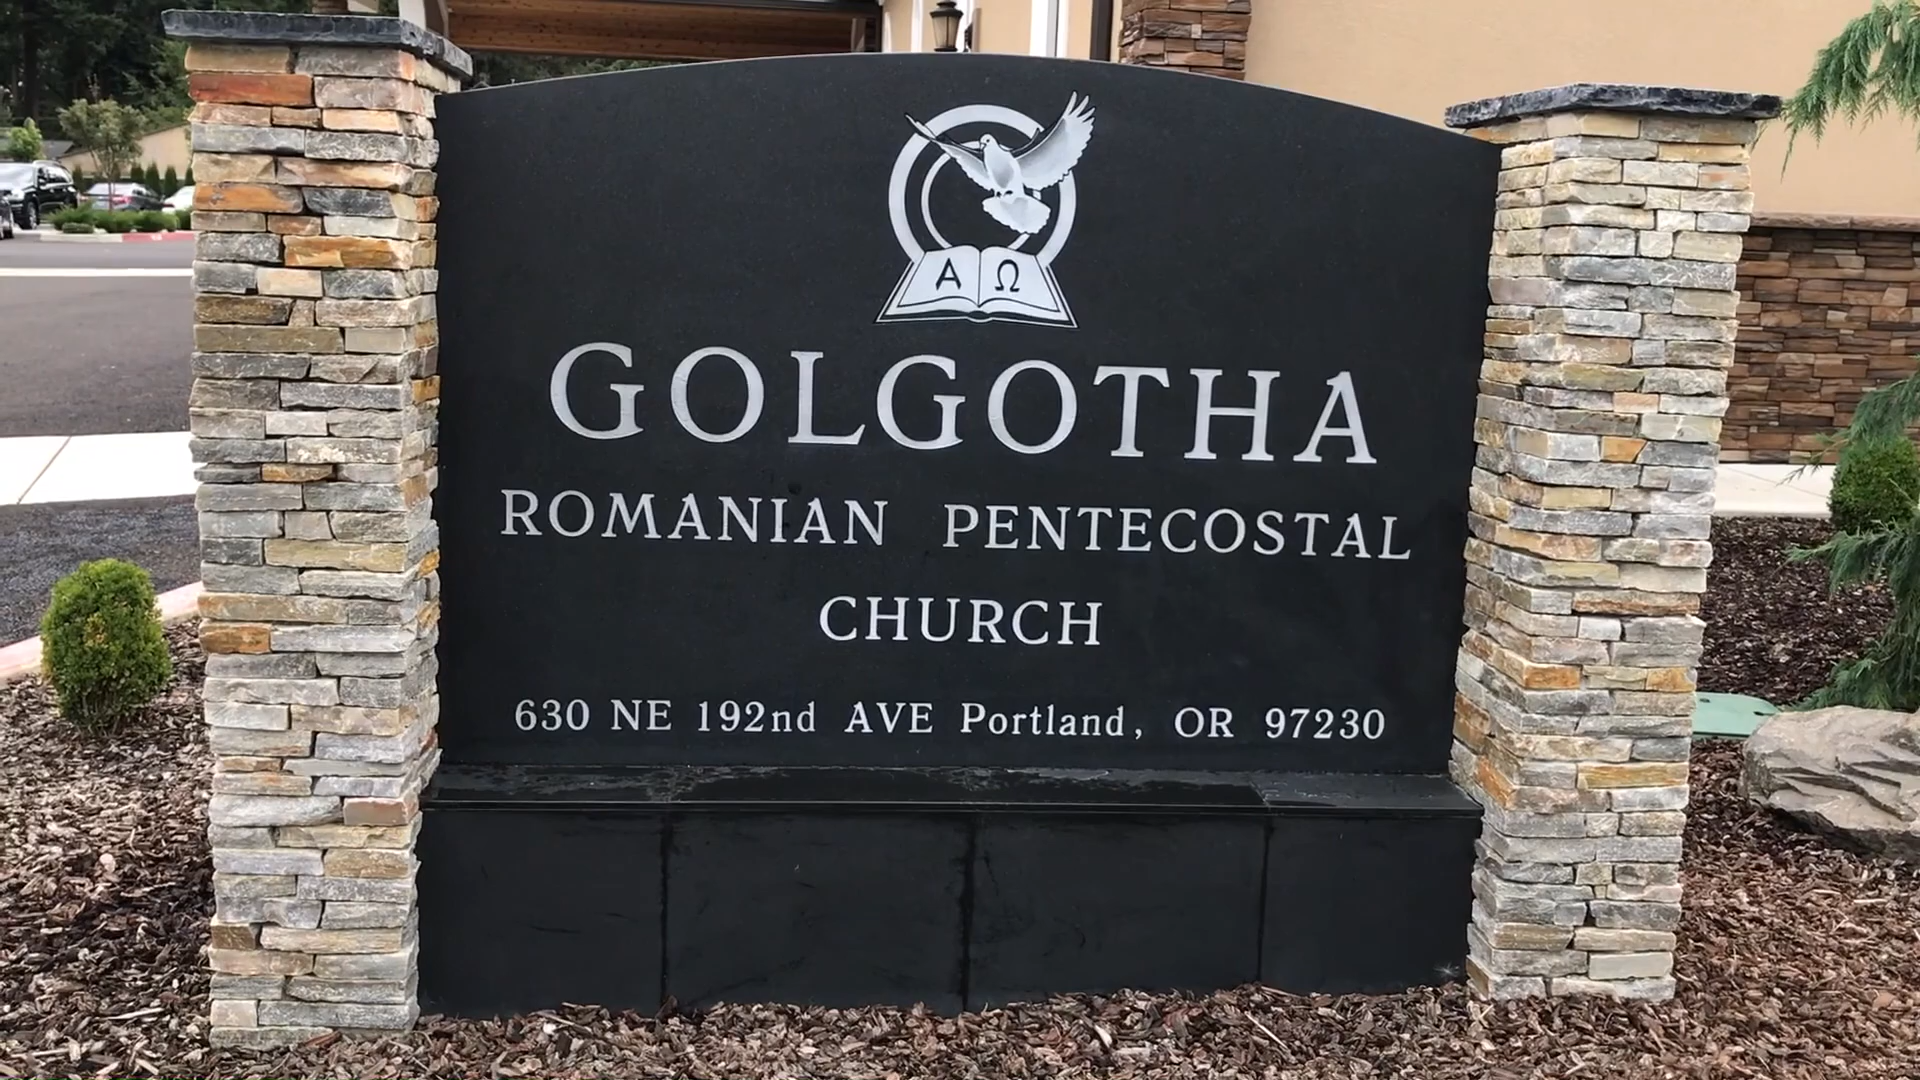 Α Ω
GOLGOTHA
ROMANIAN PENTECOSTAL
CHURCH
630 NE 192nd AVE Portland, OR 97230